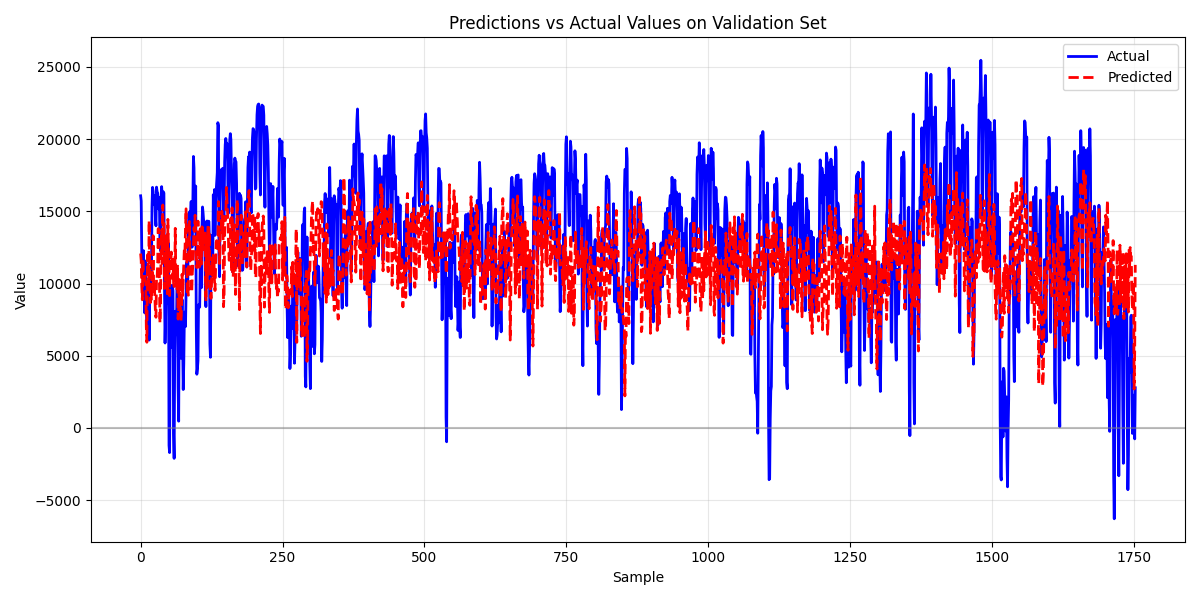 Predictions vs Actual Values on Validation Set
Actual
Predicted
25000
20000
15000
10000
5000
0
−5000
Value
0 250 500 750 1000 1250 1500 1750
Sample